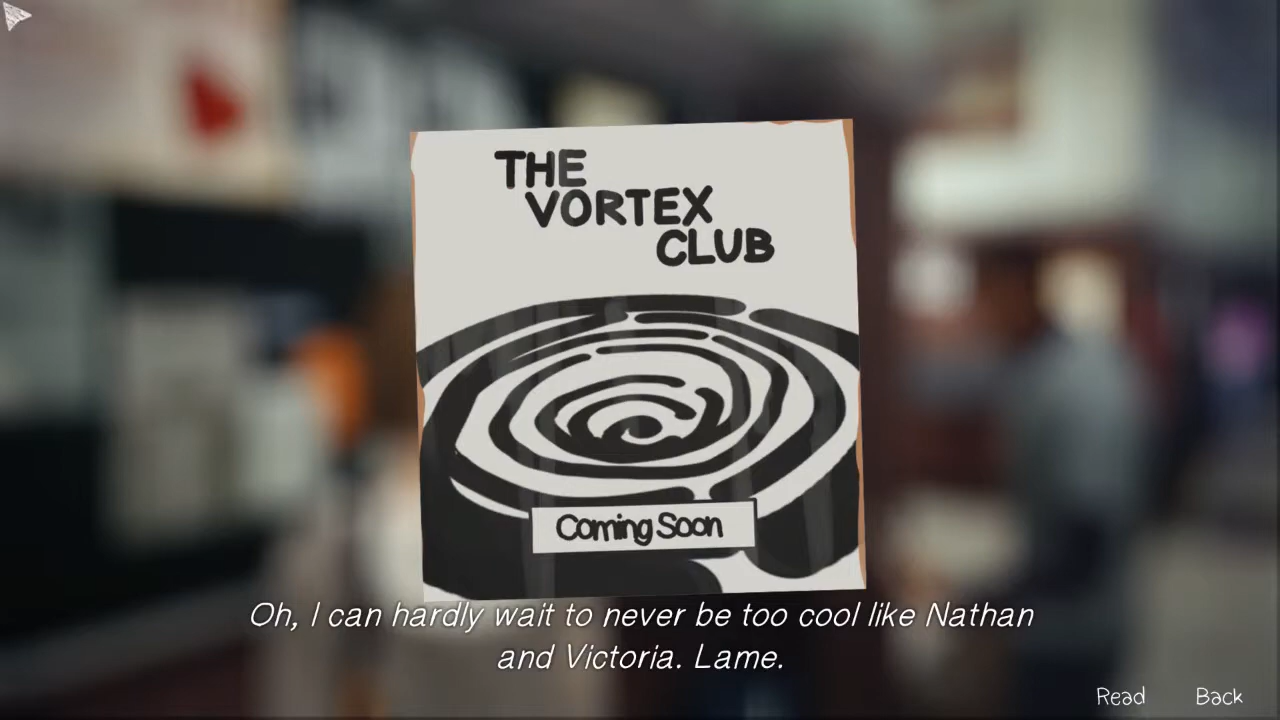 THE
VORTEX
CLUB
Coming Soon
Oh, I can hardly wait to never be too cool like Nathan
and Victoria. Lame.
Read Back